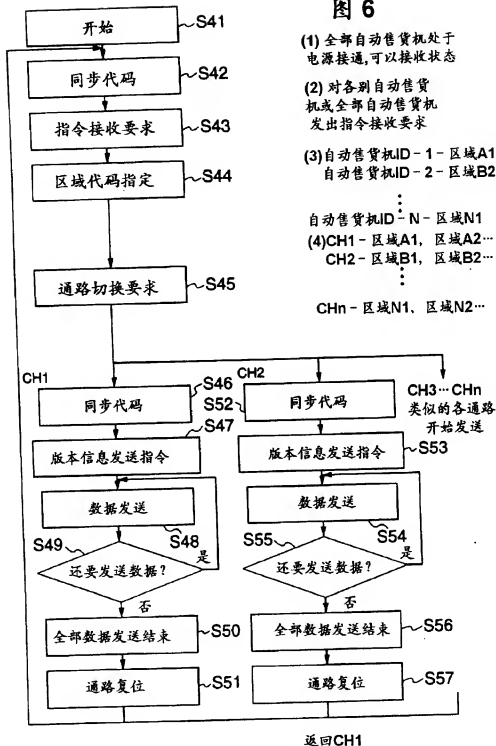 图 6
开始
S41
同步代码
S42
指令接收要求
S43
区域代码指定
S44
通路切换要求
S45
(1) 全部自动售货机处于
电源接通,可以接收状态
(2) 对各别自动售货
机或全部自动售货机
发出指令接收要求
(3)自动售货机ID-1-区域A1
自动售货机ID-2-区域B2
自动售货机ID-N-区域N1
(4)CH1-区域A1, 区域A2…
CH2-区域B1, 区域B2…
CHn-区域N1、区域N2…
CH1
S46
同步代码
S47
版本信息发送指令
数据发送
S48
S49
还要发送数据?
是
否
全部数据发送结束
S50
通路复位
S51
CH2
S52
同步代码
版本信息发送指令
S53
数据发送
S54
S55
还要发送数据?
是
否
全部数据发送结束
S56
通路复位
S57
CH3…CHn
类似的各通路
开始发送
返回CH1